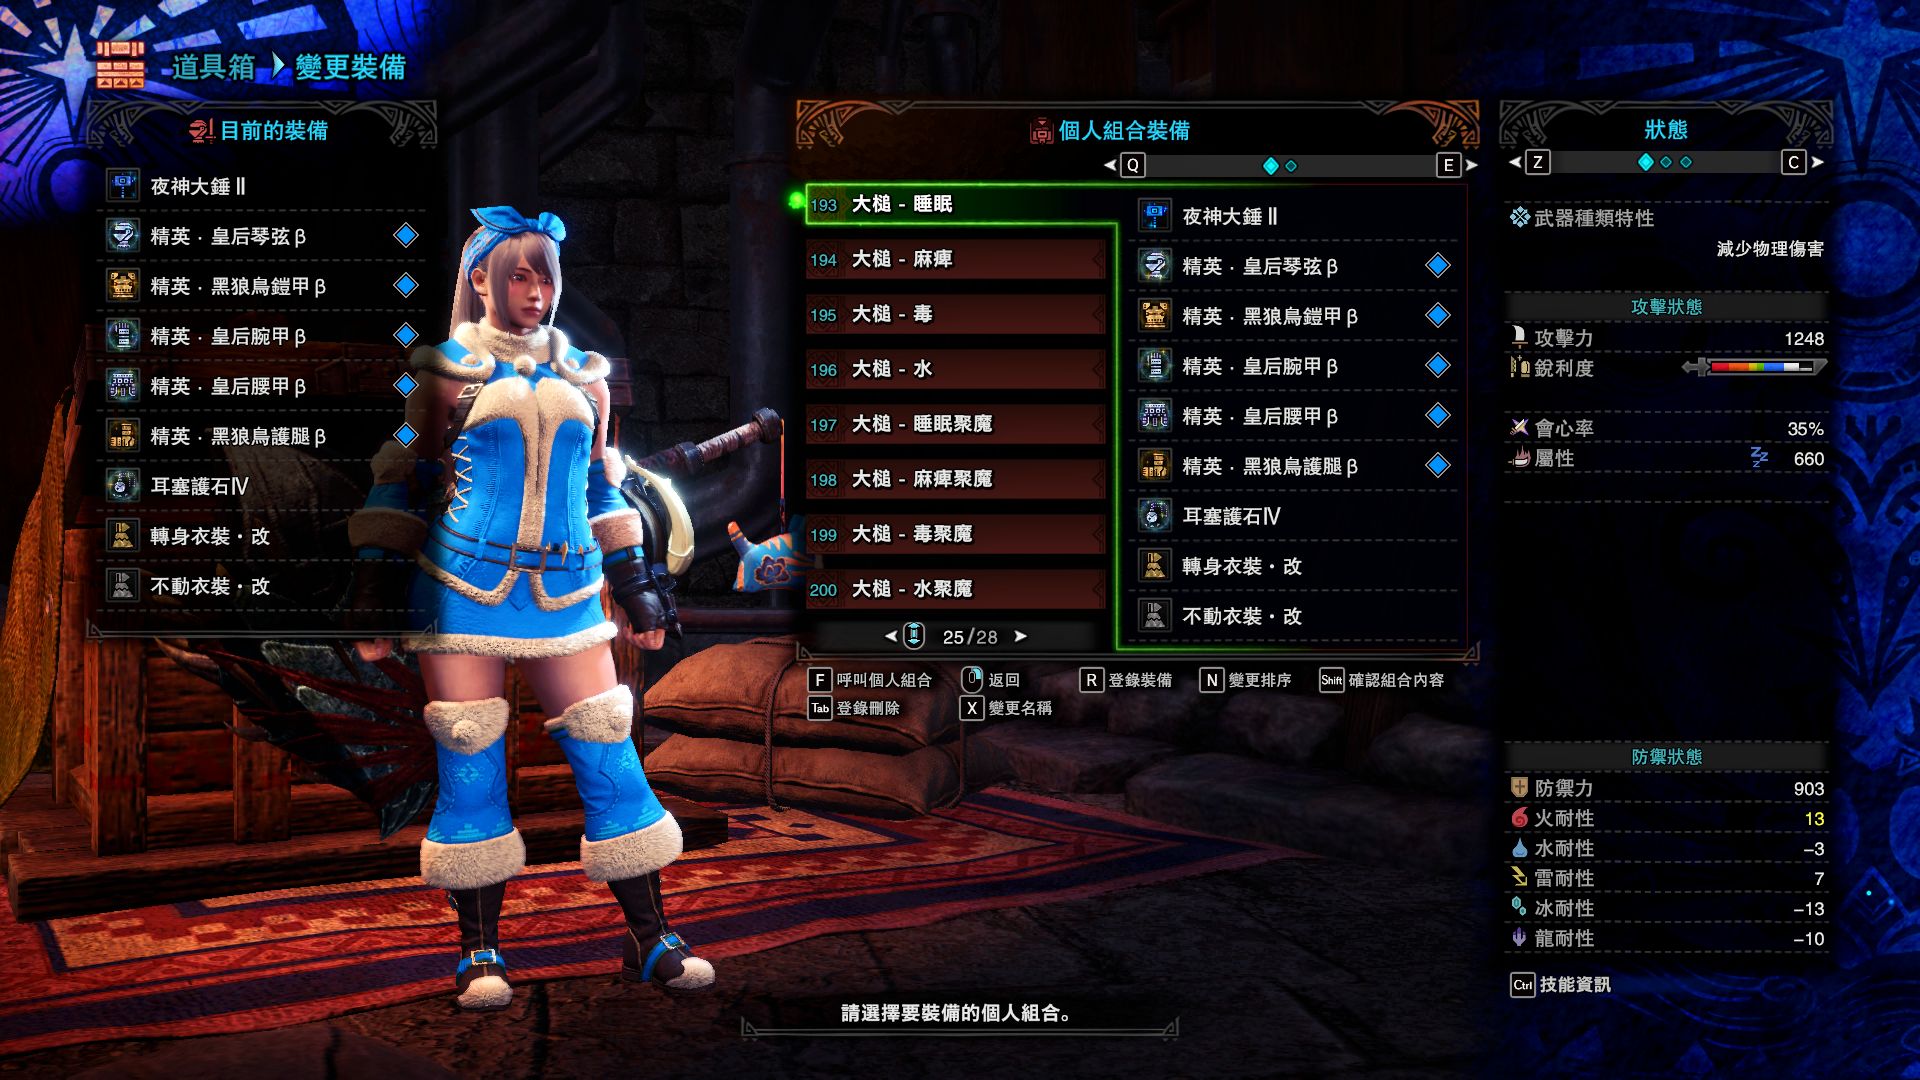 道具箱 變更裝備
目前的裝備
夜神大錘Ⅱ
精英．皇后琴弦β
精英．黑狼鳥鎧甲β
精英．皇后腕甲β
精英．皇后腰甲β
精英．黑狼鳥護腿β
耳塞護石Ⅳ
轉身衣裝・改
不動衣裝・改
個人組合裝備
Q E
193 大槌 - 睡眠
194 大槌 - 麻痺
195 大槌 - 毒
196 大槌 - 水
197 大槌 - 睡眠聚魔
198 大槌 - 麻痺聚魔
199 大槌 - 毒聚魔
200 大槌 - 水聚魔
25/28
夜神大錘Ⅱ
精英．皇后琴弦β
精英．黑狼鳥鎧甲β
精英．皇后腕甲β
精英．皇后腰甲β
精英．黑狼鳥護腿β
耳塞護石Ⅳ
轉身衣裝・改
不動衣裝・改
F 呼叫個人組合 返回 R 登錄裝備 N 變更排序 Shift 確認組合內容
Tab 登錄刪除 X 變更名稱
狀態
Z C
武器種類特性
減少物理傷害
攻擊狀態
攻擊力 1248
銳利度
會心率 35%
屬性 660
防禦狀態
防禦力 903
火耐性 13
水耐性 -3
雷耐性 7
冰耐性 -13
龍耐性 -10
Ctrl 技能資訊
請選擇要裝備的個人組合。